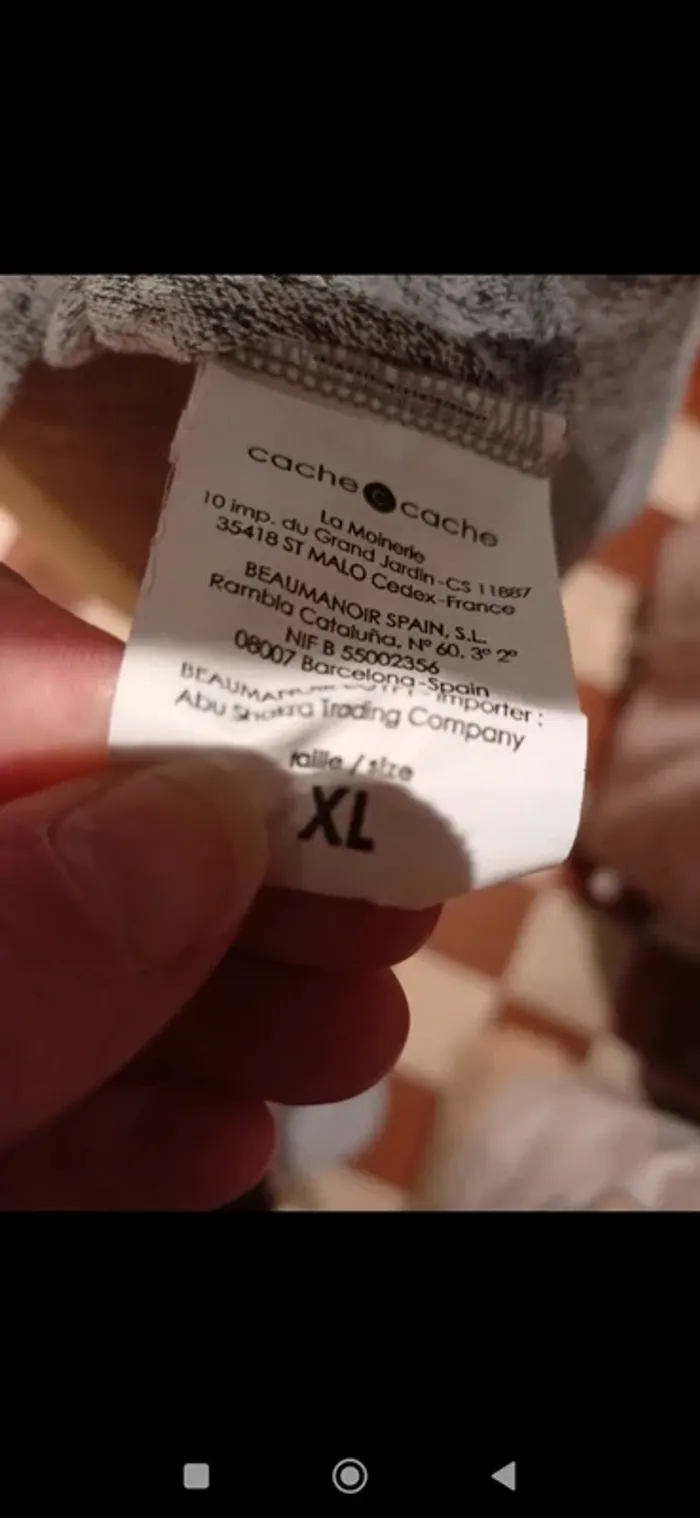 cache c cache
La Moinerie
10 imp. du Grand Jardin-CS 11887
35418 ST MALO Cedex-France
BEAUMANOIR SPAIN, S.L.
Rambla Cataluña, Nº 60. 3º 2º
NIF B 55002356
08007 Barcelona-Spain
importer :
Abu Shakra Trading Company
taille / size
XL